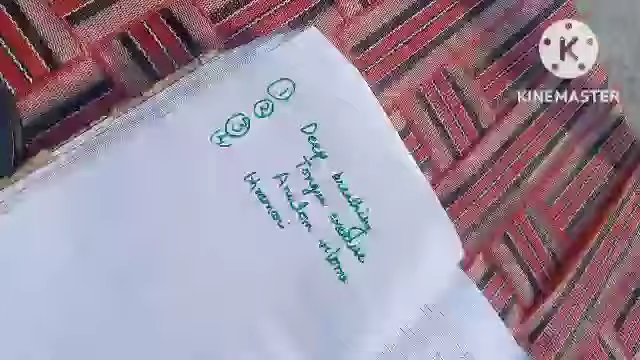 ① Deep breathing
② Tongue exercise
③ Anulom vilom
4
KINEMASTER